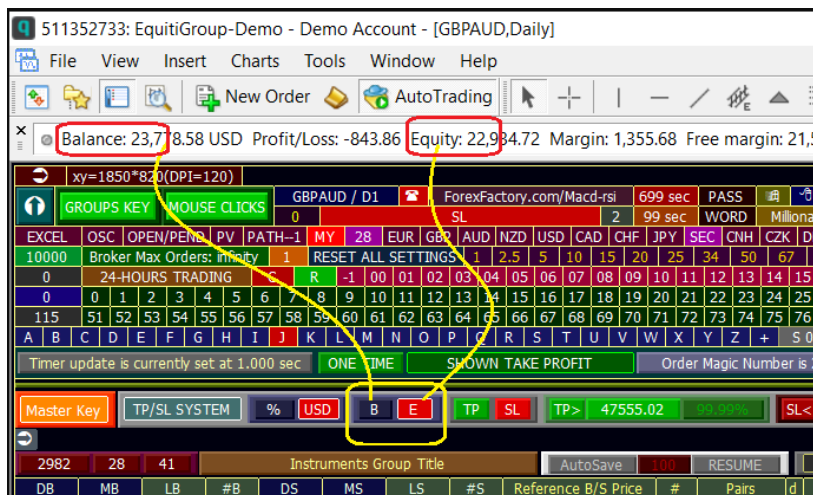 511352733: EquitiGroup-Demo - Demo Account - [GBPAUD,Daily]
File View Insert Charts Tools Window Help
New Order AutoTrading
Balance: 23,778.58 USD Profit/Loss: -843.86 Equity: 22,934.72 Margin: 1,355.68 Free margin: 21,5
xy=1850*820(DPI=120)
GROUPS KEY MOUSE CLICKS GBPAUD / D1 ForexFactory.com/Macd-rsi 699 sec PASS
0 SL 2 99 sec WORD Milliona
EXCEL OSC OPEN/PEND PV PATH--1 MY 28 EUR GBP AUD NZD USD CAD CHF JPY SEC CNH CZK D
10000 Broker Max Orders: infinity 1 RESET ALL SETTINGS 1 2.5 5 10 15 20 25 34 50 67
0 24-HOURS TRADING C R -1 00 01 02 03 04 05 06 07 08 09 10 11 12 13 14 15
0 0 1 2 3 4 5 6 7 8 9 10 11 12 13 14 15 16 17 18 19 20 21 22 23 24 25
115 51 52 53 54 55 56 57 58 59 60 61 62 63 64 65 66 67 68 69 70 71 72 73 74 75 76
A B C D E F G H I J K L M N O P Q R S T U V W X Y Z + S 0
Timer update is currently set at 1.000 sec ONE TIME SHOWN TAKE PROFIT Order Magic Number is
Master Key TP/SL SYSTEM % USD B E TP SL TP> 47555.02 99.99% SL<
2982 28 41 Instruments Group Title AutoSave 100 RESUME
DB MB LB #B DS MS LS #S Reference B/S Price # Pairs d